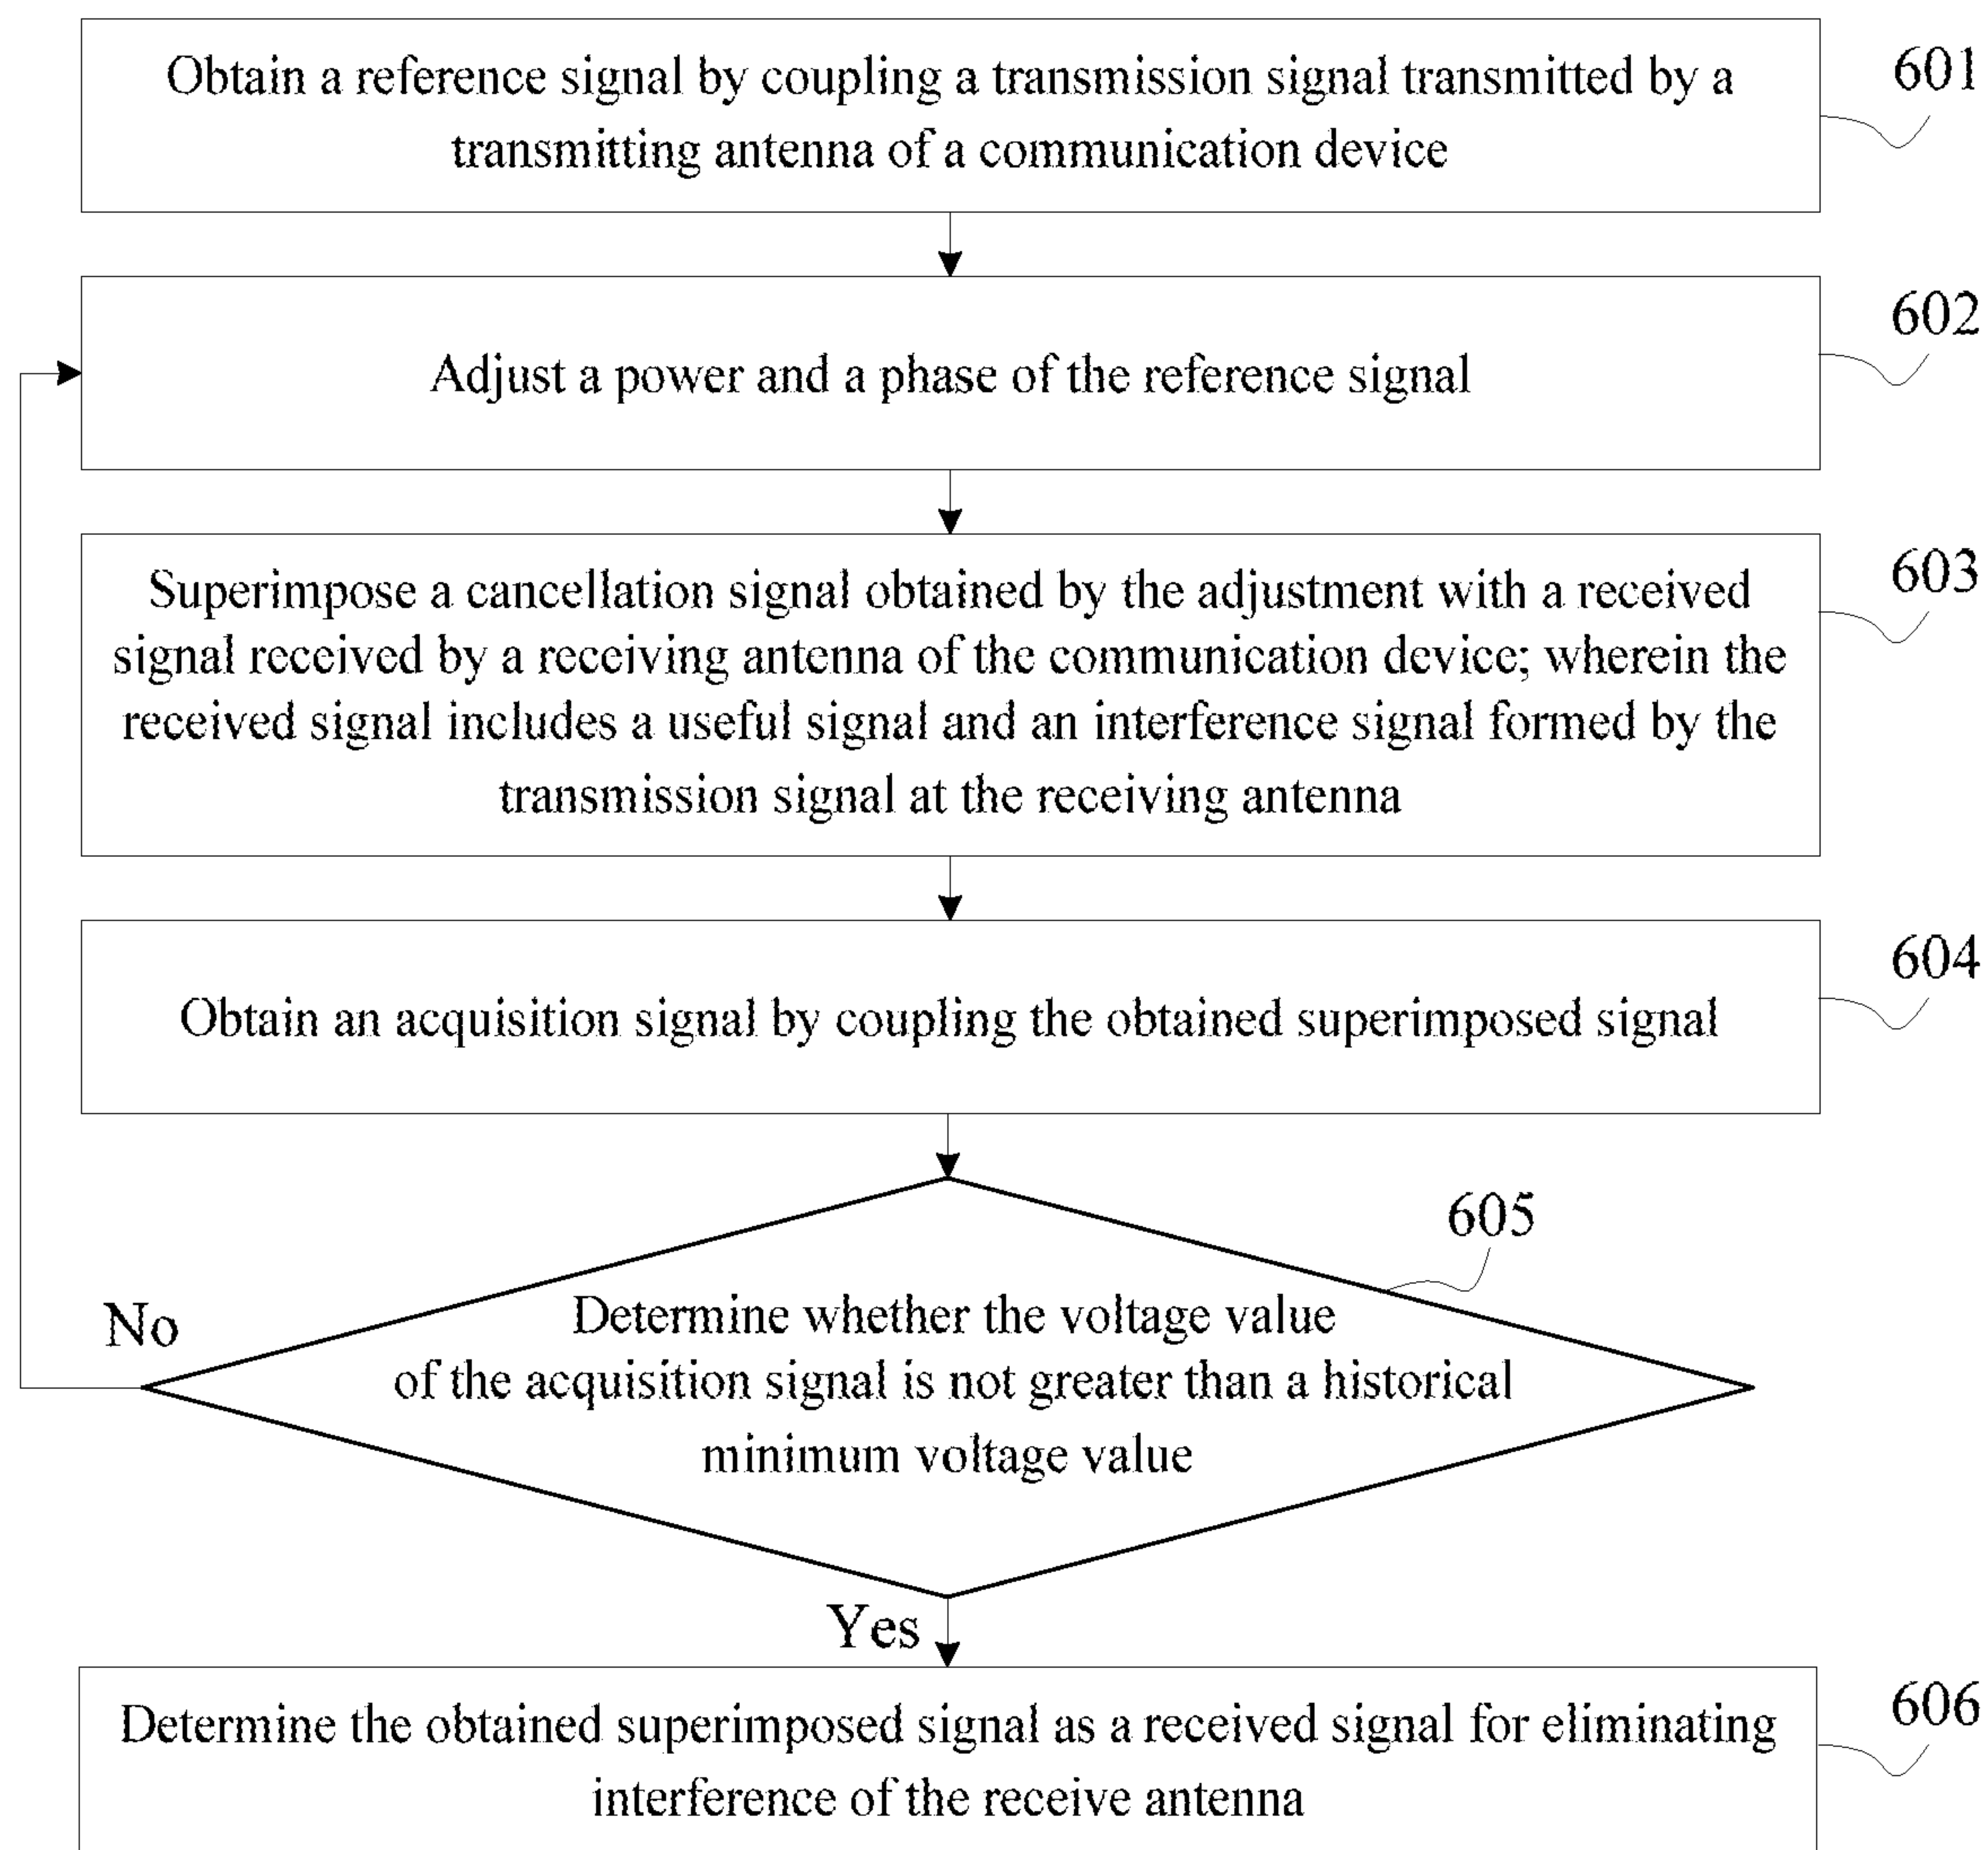 Obtain a reference signal by coupling a transmission signal transmitted by a
transmitting antenna of a communication device
601
Adjust a power and a phase of the reference signal
602
Superimpose a cancellation signal obtained by the adjustment with a received
signal received by a receiving antenna of the communication device; wherein the
received signal includes a useful signal and an interference signal formed by the
transmission signal at the receiving antenna
603
Obtain an acquisition signal by coupling the obtained superimposed signal
604
605
Determine whether the voltage value
of the acquisition signal is not greater than a historical
minimum voltage value
No
Yes
Determine the obtained superimposed signal as a received signal for eliminating
interference of the receive antenna
606